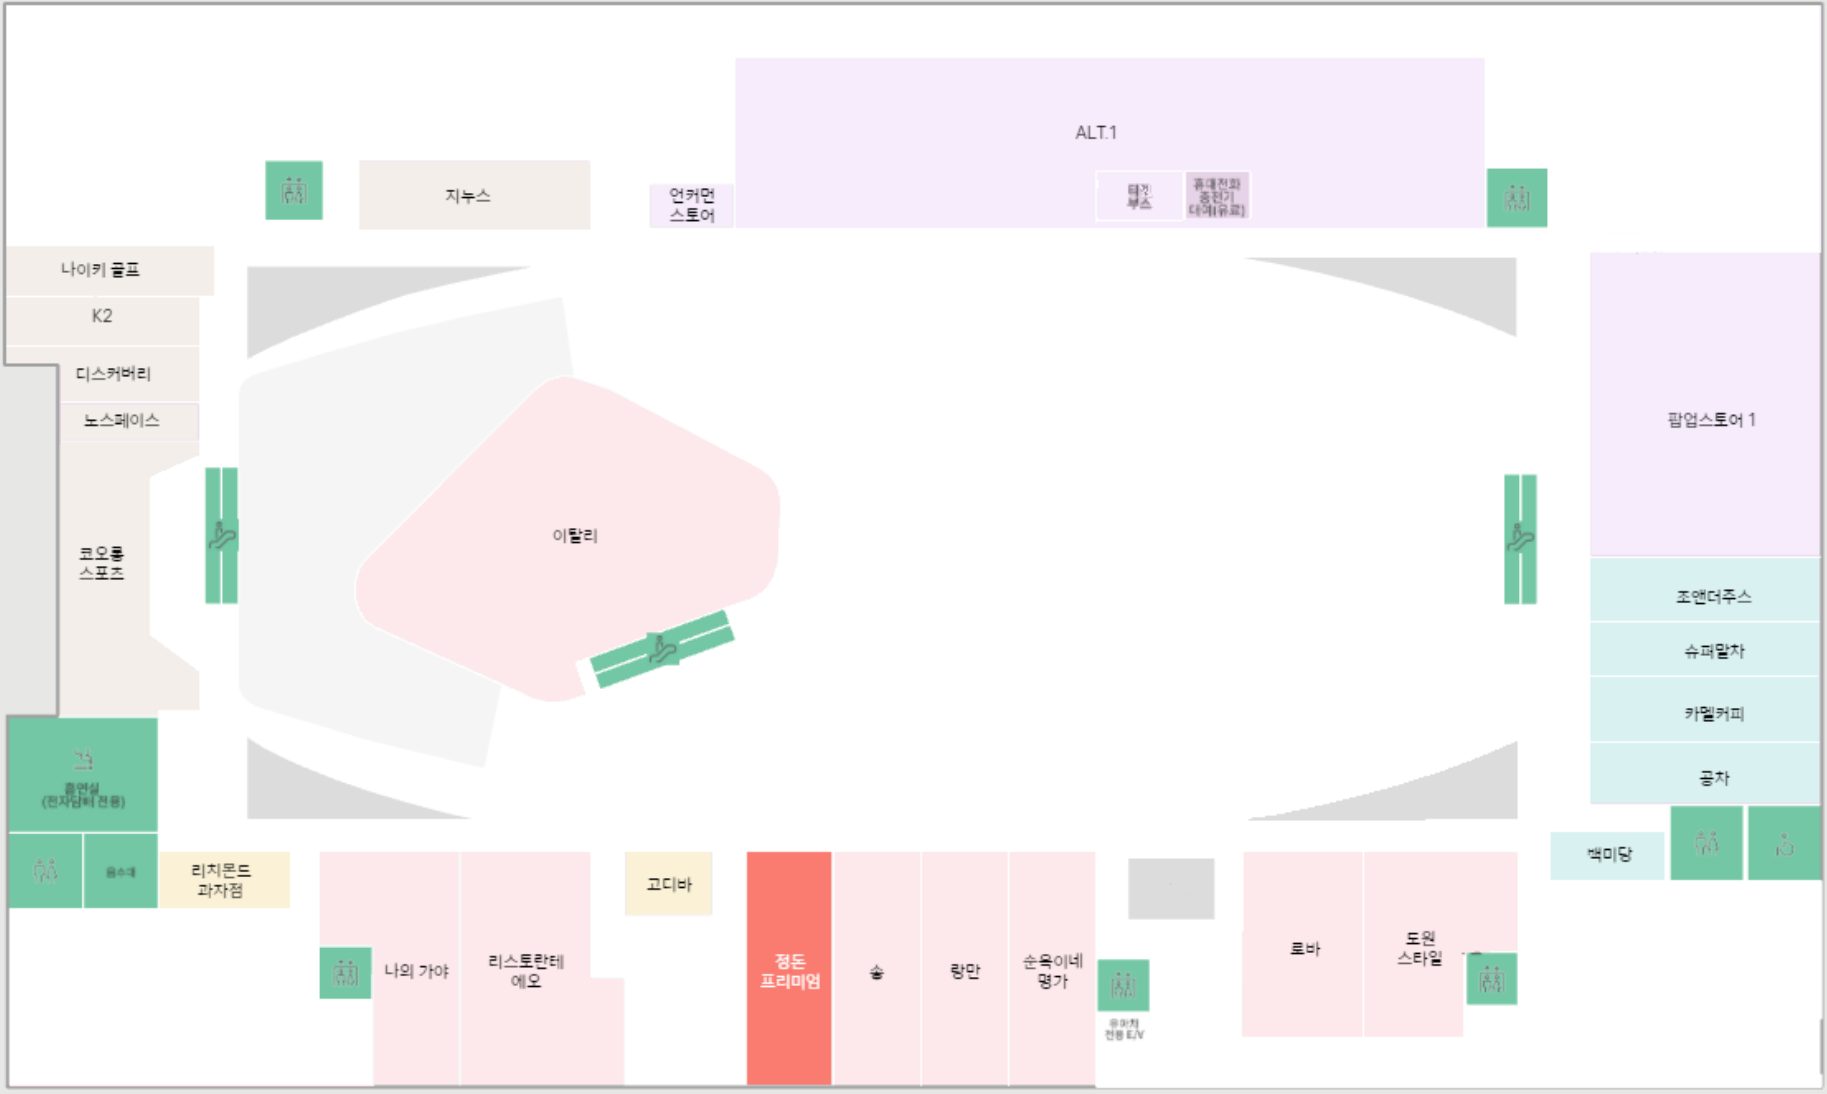 ALT.1
티켓
부스
휴대전화
충전기
대여(유료)
지누스
언커먼
스토어
나이키 골프
K2
디스커버리
노스페이스
코오롱
스포츠
이탈리
팝업스토어 1
조앤더주스
슈퍼말차
카멜커피
공차
백미당
흡연실
(전자담배 전용)
음수대
리치몬드
과자점
나의 가야
리스토란테
에오
고디바
정돈
프리미엄
송
랑만
순옥이네
명가
유아차
전용 E/V
로바
도원
스타일